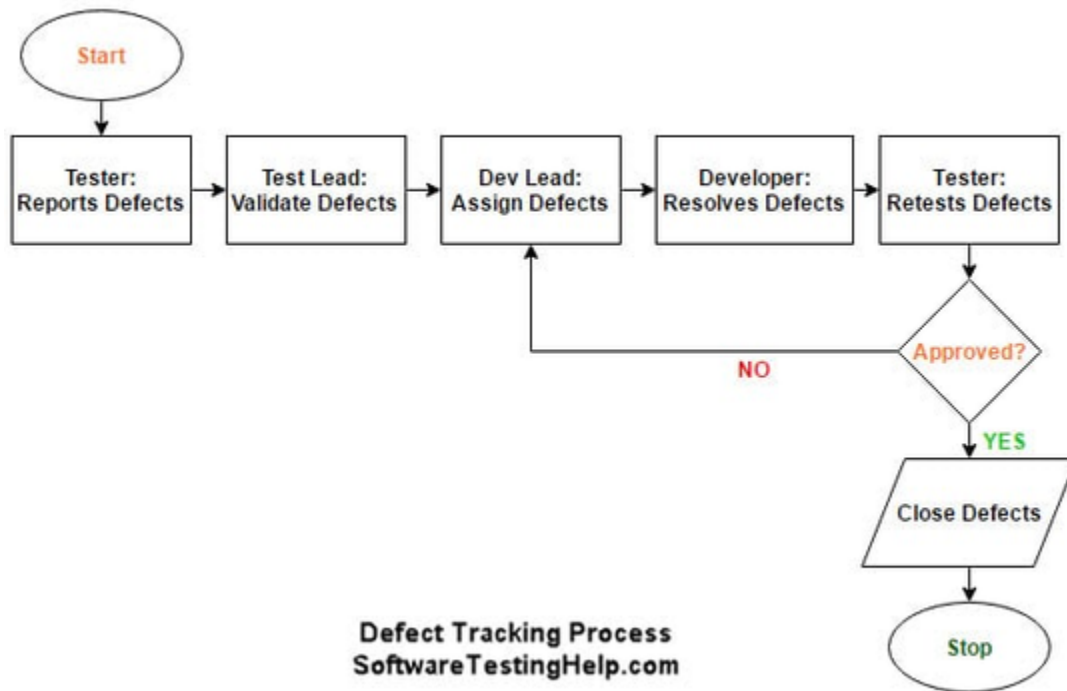 Start
Tester:
Reports Defects
Test Lead:
Validate Defects
Dev Lead:
Assign Defects
Developer:
Resolves Defects
Tester:
Retests Defects
Approved?
NO
YES
Close Defects
Stop
Defect Tracking Process
SoftwareTestingHelp.com